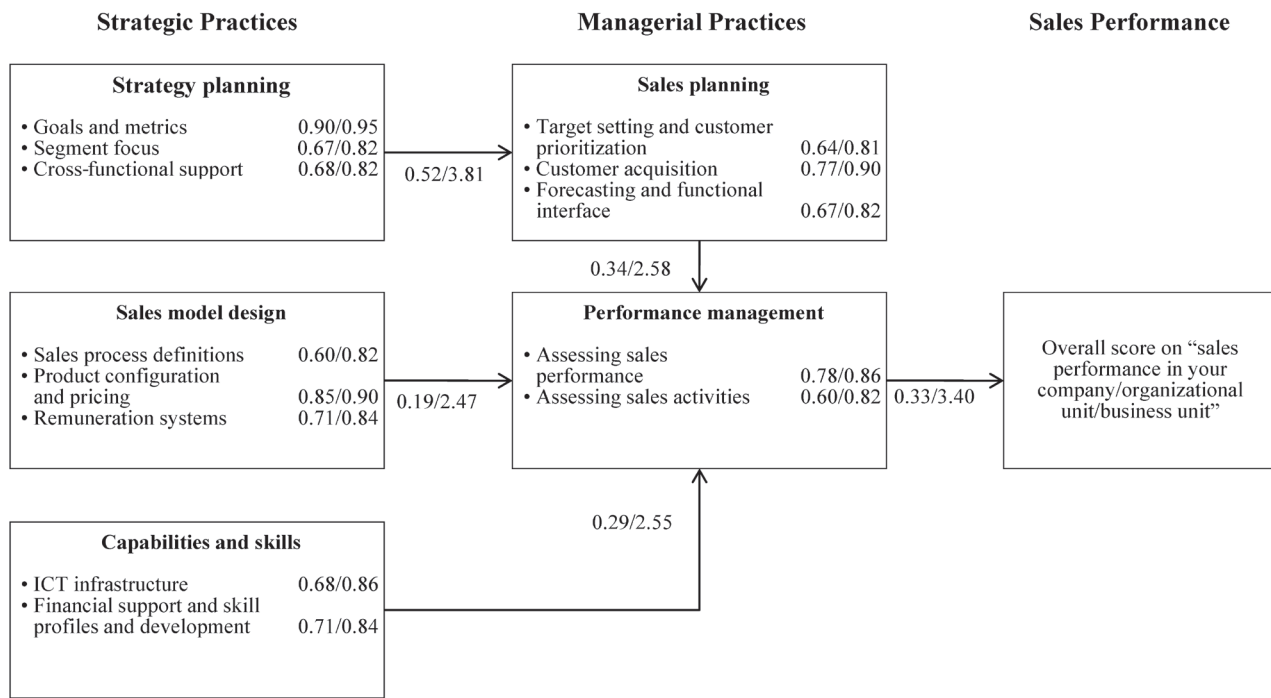 Strategic Practices
Managerial Practices
Sales Performance
Strategy planning
• Goals and metrics 0.90/0.95
• Segment focus 0.67/0.82
• Cross-functional support 0.68/0.82
0.52/3.81
Sales planning
• Target setting and customer
prioritization 0.64/0.81
• Customer acquisition 0.77/0.90
• Forecasting and functional
interface 0.67/0.82
0.34/2.58
Sales model design
• Sales process definitions 0.60/0.82
• Product configuration
and pricing 0.85/0.90
• Remuneration systems 0.71/0.84
0.19/2.47
Performance management
• Assessing sales
performance 0.78/0.86
• Assessing sales activities 0.60/0.82
0.33/3.40
Overall score on “sales
performance in your
company/organizational
unit/business unit”
0.29/2.55
Capabilities and skills
• ICT infrastructure 0.68/0.86
• Financial support and skill
profiles and development 0.71/0.84